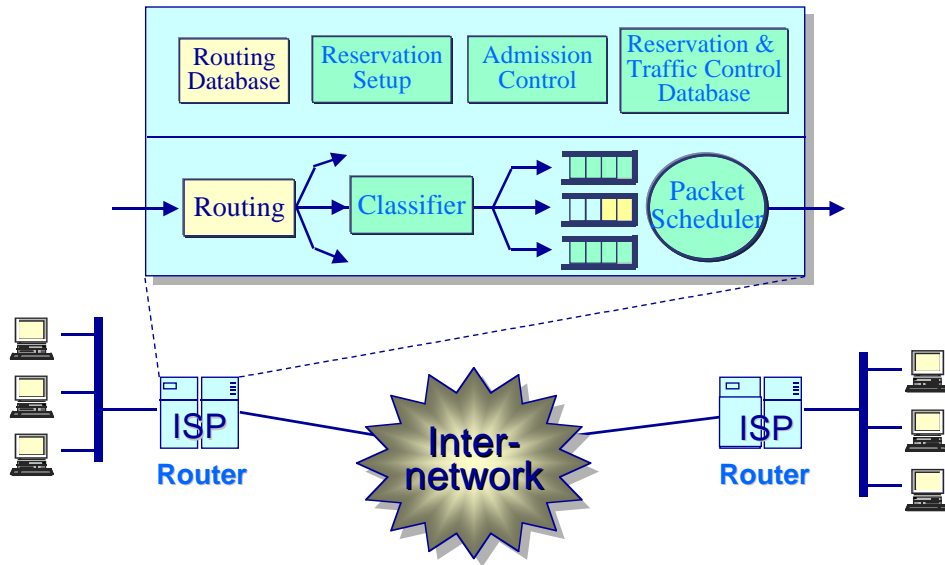 Routing
Database
Reservation
Setup
Admission
Control
Reservation &
Traffic Control
Database
Routing
Classifier
Packet
Scheduler
ISP
Router
Inter-
network
ISP
Router